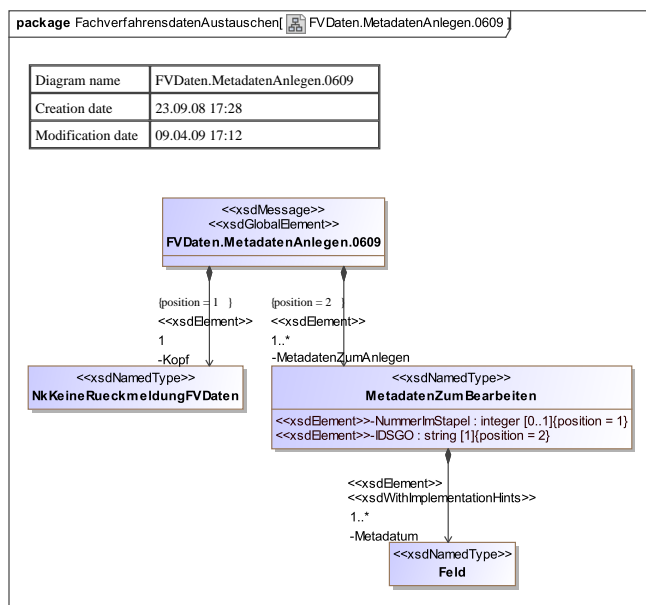 package FachverfahrensdatenAustauschen[ FVDaten.MetadatenAnlegen.0609 ]
Diagram name FVDaten.MetadatenAnlegen.0609
Creation date 23.09.08 17:28
Modification date 09.04.09 17:12
<<xsdMessage>>
<<xsdGlobalElement>>
FVDaten.MetadatenAnlegen.0609
{position = 1 }
<<xsdElement>>
1
-Kopf
{position = 2 }
<<xsdElement>>
1..*
-MetadatenZumAnlegen
<<xsdNamedType>>
NkKeineRueckmeldungFVDaten
<<xsdNamedType>>
MetadatenZumBearbeiten
<<xsdElement>>-NummerImStapel : integer [0..1]{position = 1}
<<xsdElement>>-IDSGO : string [1]{position = 2}
<<xsdElement>>
<<xsdWithImplementationHints>>
1..*
-Metadatum
<<xsdNamedType>>
Feld